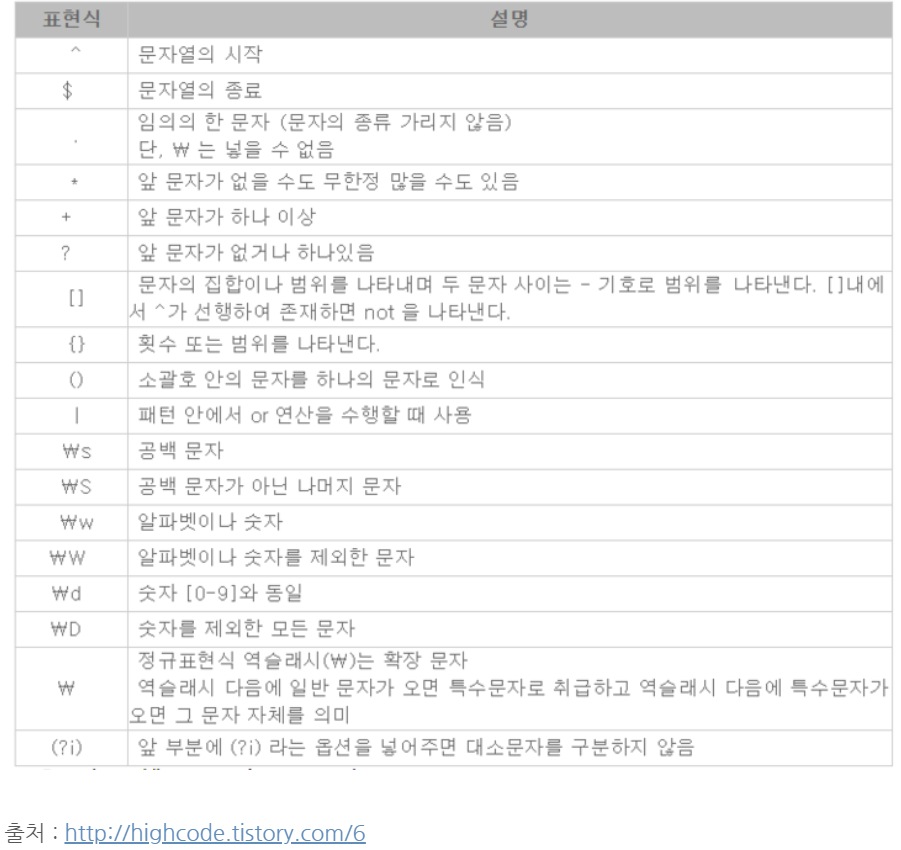 표현식 설명
^ 문자열의 시작
$ 문자열의 종료
. 임의의 한 문자 (문자의 종류 가리지 않음)
단, ₩ 는 넣을 수 없음
* 앞 문자가 없을 수도 무한정 많을 수도 있음
+ 앞 문자가 하나 이상
? 앞 문자가 없거나 하나있음
[] 문자의 집합이나 범위를 나타내며 두 문자 사이는 - 기호로 범위를 나타낸다. []내에
서 ^가 선행하여 존재하면 not 을 나타낸다.
{} 횟수 또는 범위를 나타낸다.
() 소괄호 안의 문자를 하나의 문자로 인식
| 패턴 안에서 or 연산을 수행할 때 사용
₩s 공백 문자
₩S 공백 문자가 아닌 나머지 문자
₩w 알파벳이나 숫자
₩W 알파벳이나 숫자를 제외한 문자
₩d 숫자 [0-9]와 동일
₩D 숫자를 제외한 모든 문자
₩ 정규표현식 역슬래시(₩)는 확장 문자
역슬래시 다음에 일반 문자가 오면 특수문자로 취급하고 역슬래시 다음에 특수문자가
오면 그 문자 자체를 의미
(?i) 앞 부분에 (?i) 라는 옵션을 넣어주면 대소문자를 구분하지 않음
출처 : http://highcode.tistory.com/6